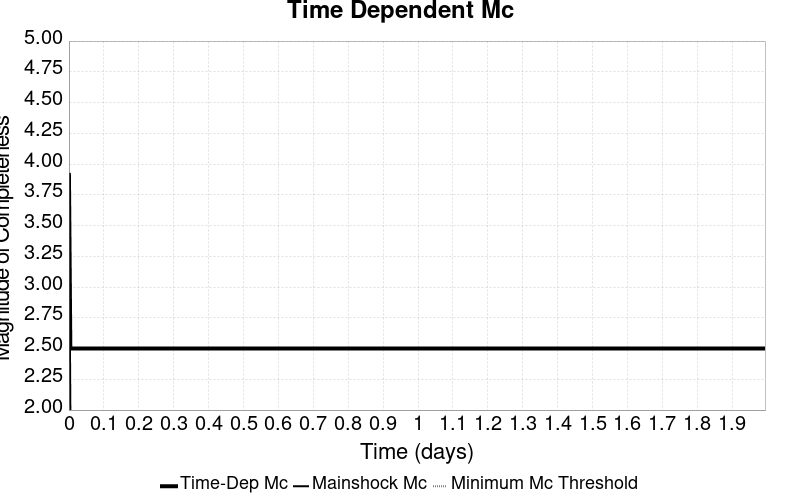 Time Dependent Mc
5.00
4.75
4.50
4.25
4.00
3.75
3.50
3.25
3.00
2.75
2.50
2.25
2.00
Magnitude of Completeness
0 0.1 0.2 0.3 0.4 0.5 0.6 0.7 0.8 0.9 1 1.1 1.2 1.3 1.4 1.5 1.6 1.7 1.8 1.9
Time (days)
Time-Dep Mc Mainshock Mc Minimum Mc Threshold